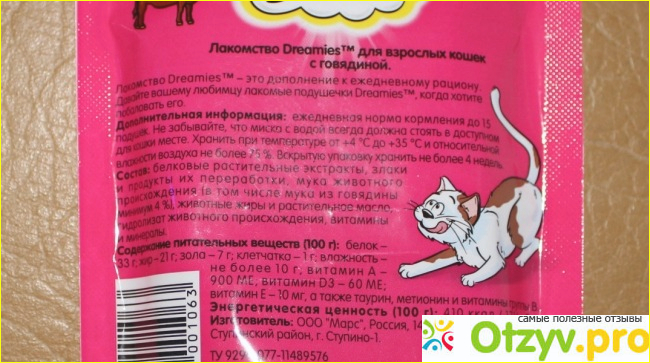 Лакомство Dreamies™ для взрослых кошек
с говядиной.
Лакомство Dreamies™ – это дополнение к ежедневному рациону.
Давайте вашему любимцу лакомые подушечки Dreamies™, когда хотите
побаловать его.
Дополнительная информация: ежедневная норма кормления до 15
подушек. Не забывайте, что миска с водой всегда должна стоять в доступном
для кошки месте. Хранить при температуре от +4 °C до +35 °C и относительной
влажности воздуха не более 75 %. Вскрытую упаковку хранить не более 4 недель.
Состав: белковые растительные экстракты, злаки
и продукты их переработки, мука животного
происхождения (в том числе мука из говядины
минимум 4 %), животные жиры и растительное масло,
гидролизат животного происхождения, витамины
и минералы.
Содержание питательных веществ (100 г): белок –
33 г; жир – 21 г; зола – 7 г; клетчатка – 1 г; влажность –
не более 10 г; витамин А –
900 МЕ, витамин D3 – 60 МЕ;
витамин Е – 10 мг, а также таурин, метионин и витамины группы В.
Энергетическая ценность (100 г): 410 ккал
Изготовитель: ООО "Марс", Россия,
Ступинский район, г. Ступино-1.
ТУ 929 -077-11489576
001063
самые полезные отзывы
Otzyv.pro